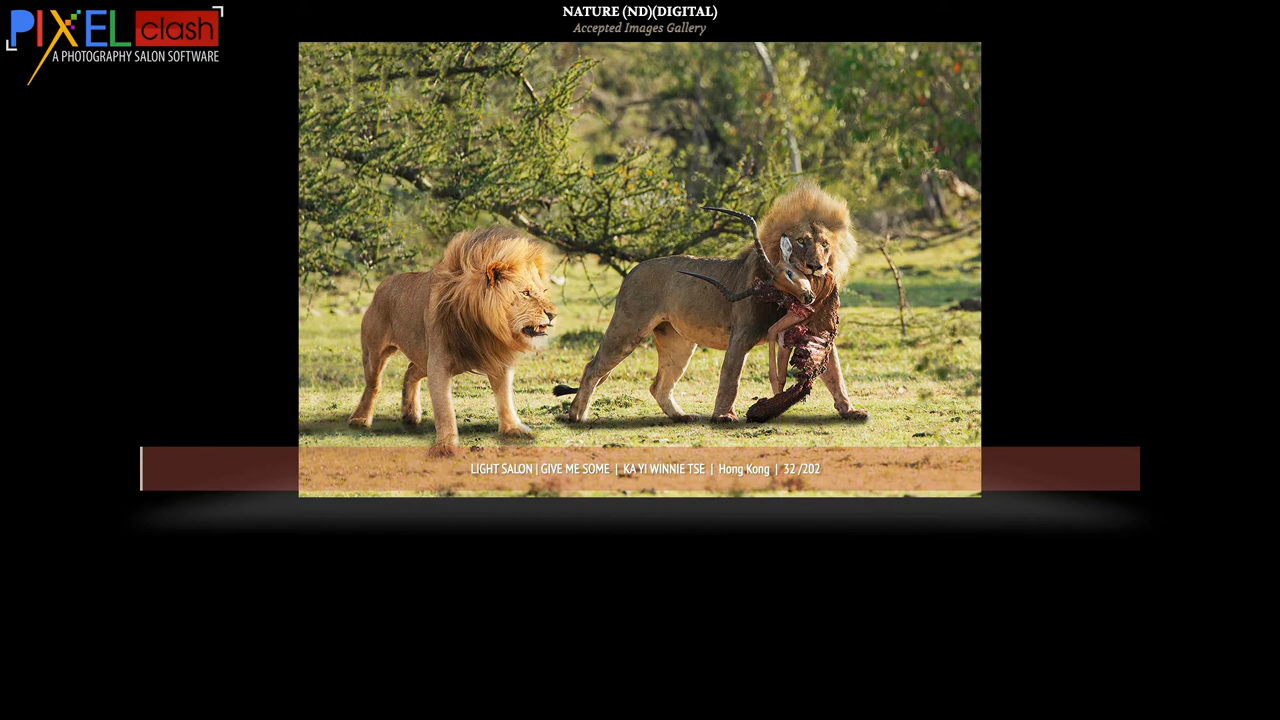 NATURE (ND)(DIGITAL)
Accepted Images Gallery
PIXEL clash
A PHOTOGRAPHY SALON SOFTWARE
LIGHT SALON | GIVE ME SOME | KA YI WINNIE TSE | Hong Kong | 32 /202